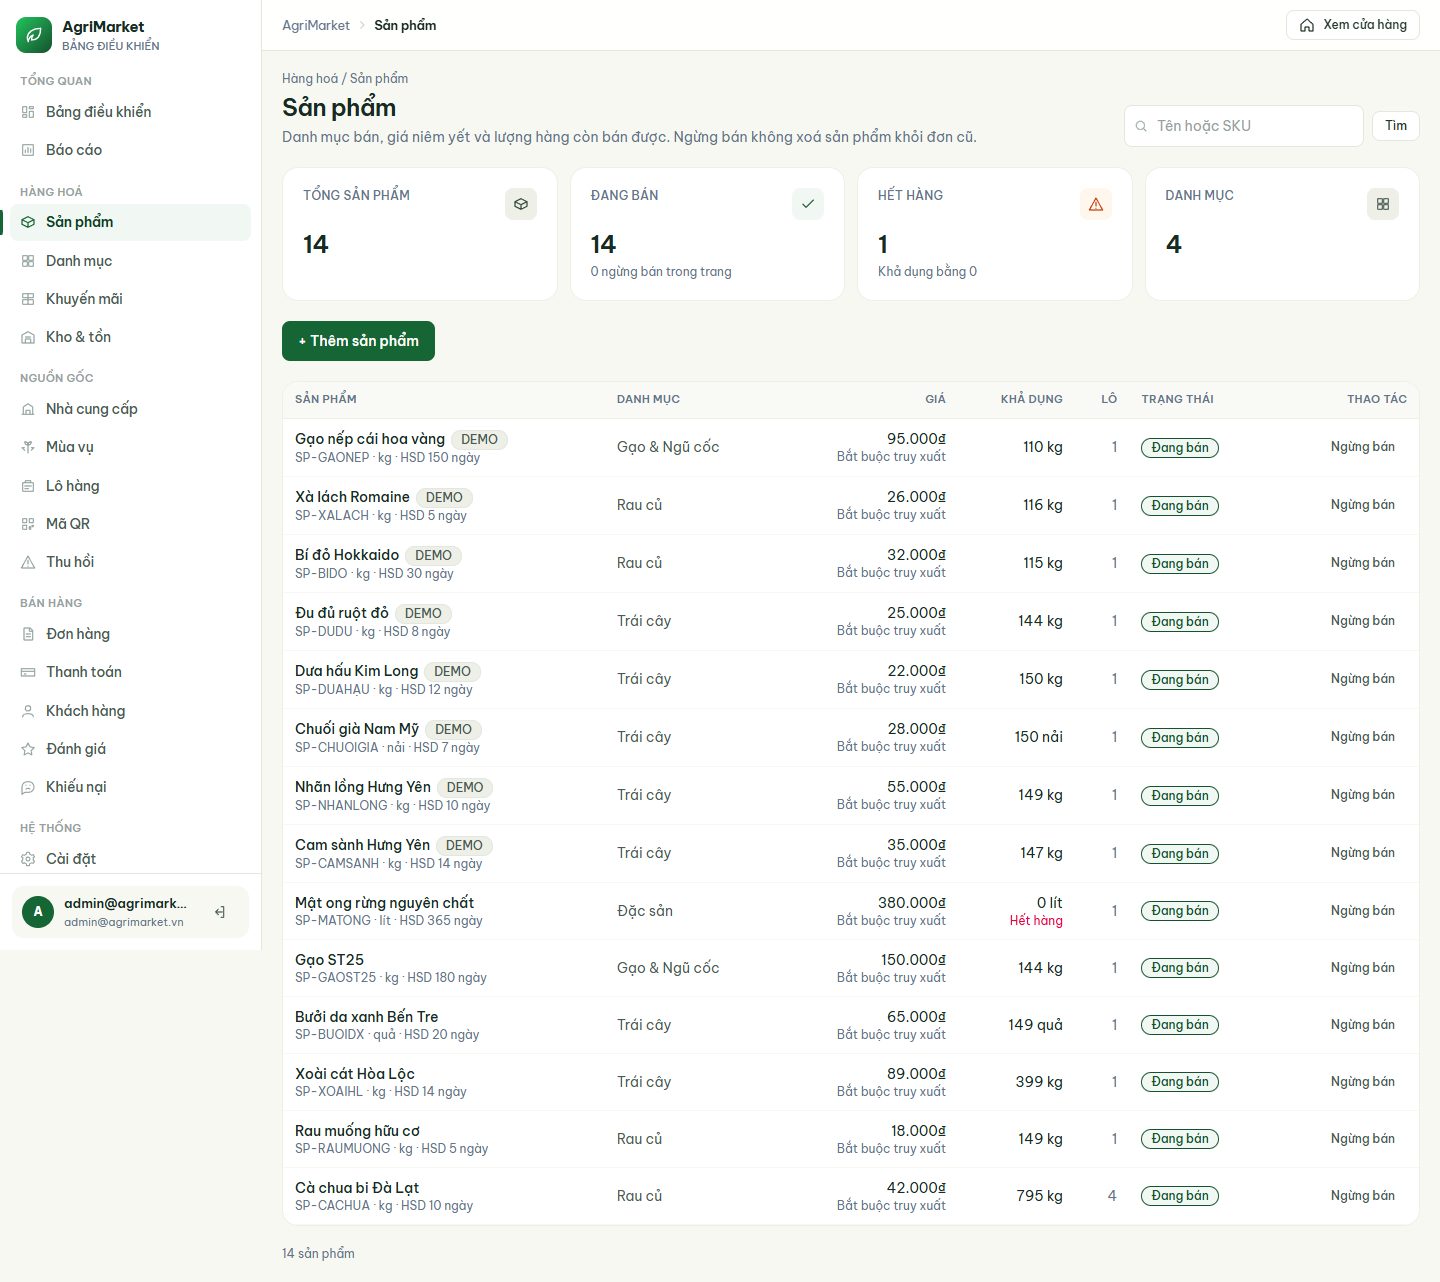 AgriMarket
BẢNG ĐIỀU KHIỂN
TỔNG QUAN
Bảng điều khiển
Báo cáo
HÀNG HOÁ
Sản phẩm
Danh mục
Khuyến mãi
Kho & tồn
NGUỒN GỐC
Nhà cung cấp
Mùa vụ
Lô hàng
Mã QR
Thu hồi
BÁN HÀNG
Đơn hàng
Thanh toán
Khách hàng
Đánh giá
Khiếu nại
HỆ THỐNG
Cài đặt
A
admin@agrimark...
admin@agrimarket.vn
AgriMarket > Sản phẩm
Xem cửa hàng
Hàng hoá / Sản phẩm
Sản phẩm
Danh mục bán, giá niêm yết và lượng hàng còn bán được. Ngừng bán không xoá sản phẩm khỏi đơn cũ.
Tên hoặc SKU
Tìm
TỔNG SẢN PHẨM
14
ĐANG BÁN
14
0 ngừng bán trong trang
HẾT HÀNG
1
Khả dụng bằng 0
DANH MỤC
4
+ Thêm sản phẩm
SẢN PHẨM DANH MỤC GIÁ KHẢ DỤNG LÔ TRẠNG THÁI THAO TÁC
Gạo nếp cái hoa vàng DEMO Gạo & Ngũ cốc 95.000₫ 110 kg 1 Đang bán Ngừng bán
SP-GAONEP · kg · HSD 150 ngày Bắt buộc truy xuất
Xà lách Romaine DEMO Rau củ 26.000₫ 116 kg 1 Đang bán Ngừng bán
SP-XALACH · kg · HSD 5 ngày Bắt buộc truy xuất
Bí đỏ Hokkaido DEMO Rau củ 32.000₫ 115 kg 1 Đang bán Ngừng bán
SP-BIDO · kg · HSD 30 ngày Bắt buộc truy xuất
Đu đủ ruột đỏ DEMO Trái cây 25.000₫ 144 kg 1 Đang bán Ngừng bán
SP-DUDU · kg · HSD 8 ngày Bắt buộc truy xuất
Dưa hấu Kim Long DEMO Trái cây 22.000₫ 150 kg 1 Đang bán Ngừng bán
SP-DUAHAU · kg · HSD 12 ngày Bắt buộc truy xuất
Chuối già Nam Mỹ DEMO Trái cây 28.000₫ 150 nải 1 Đang bán Ngừng bán
SP-CHUOIGIA · nải · HSD 7 ngày Bắt buộc truy xuất
Nhãn lồng Hưng Yên DEMO Trái cây 55.000₫ 149 kg 1 Đang bán Ngừng bán
SP-NHANLONG · kg · HSD 10 ngày Bắt buộc truy xuất
Cam sành Hưng Yên DEMO Trái cây 35.000₫ 147 kg 1 Đang bán Ngừng bán
SP-CAMSANH · kg · HSD 14 ngày Bắt buộc truy xuất
Mật ong rừng nguyên chất Đặc sản 380.000₫ 0 lít 1 Đang bán Ngừng bán
SP-MATONG · lít · HSD 365 ngày Bắt buộc truy xuất Hết hàng
Gạo ST25 Gạo & Ngũ cốc 150.000₫ 144 kg 1 Đang bán Ngừng bán
SP-GAOST25 · kg · HSD 180 ngày Bắt buộc truy xuất
Bưởi da xanh Bến Tre Trái cây 65.000₫ 149 quả 1 Đang bán Ngừng bán
SP-BUOIDX · quả · HSD 20 ngày Bắt buộc truy xuất
Xoài cát Hòa Lộc Trái cây 89.000₫ 399 kg 1 Đang bán Ngừng bán
SP-XOAIHL · kg · HSD 14 ngày Bắt buộc truy xuất
Rau muống hữu cơ Rau củ 18.000₫ 149 kg 1 Đang bán Ngừng bán
SP-RAUMUONG · kg · HSD 5 ngày Bắt buộc truy xuất
Cà chua bi Đà Lạt Rau củ 42.000₫ 795 kg 4 Đang bán Ngừng bán
SP-CACHUA · kg · HSD 10 ngày Bắt buộc truy xuất
14 sản phẩm